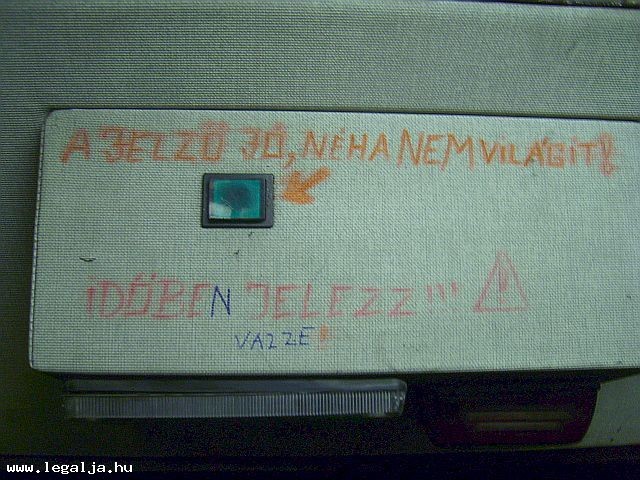 A JELZŐ JÓ, NÉHA NEM VILÁGÍT!
IDŐBEN JELEZZ!!!
VAZZE!
www.legalja.hu